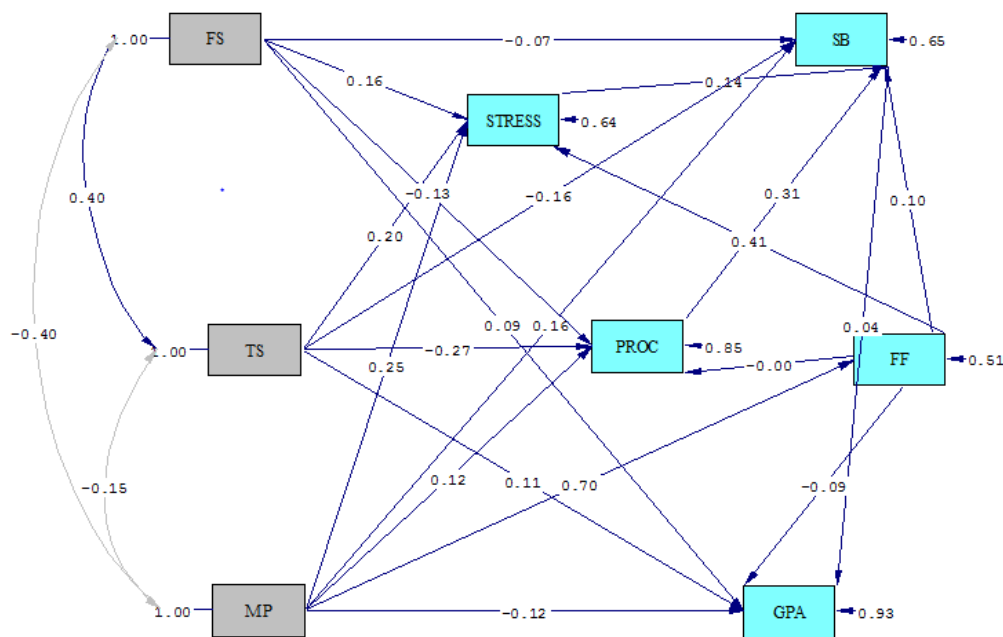 1.00 FS -0.07 SB 0.65
0.16 0.14
STRESS 0.64
0.40 -0.13 -0.16 0.31 0.10
0.20 0.41
-0.40 0.09 0.16 0.04
1.00 TS -0.27 PROC 0.85 FF 0.51
0.25 -0.00
-0.15 0.12 0.11 0.70 -0.09
1.00 MP -0.12 GPA 0.93